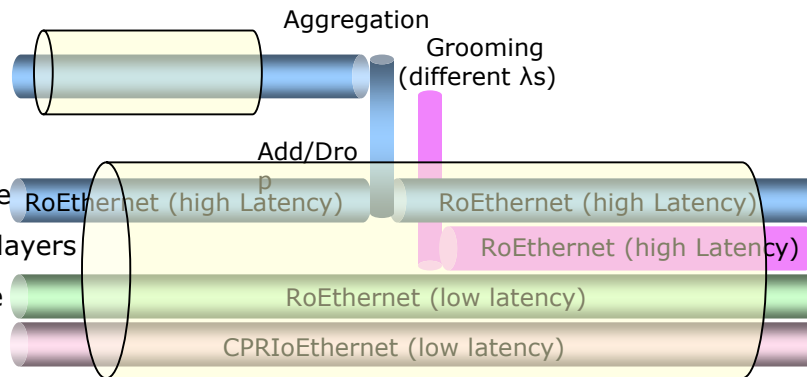 Aggregation
Grooming
(different λs)
Add/Dro
p
e
RoEthernet (high Latency)
RoEthernet (high Latency)
layers
RoEthernet (high Latency)
e
RoEthernet (low latency)
CPRIoEthernet (low latency)